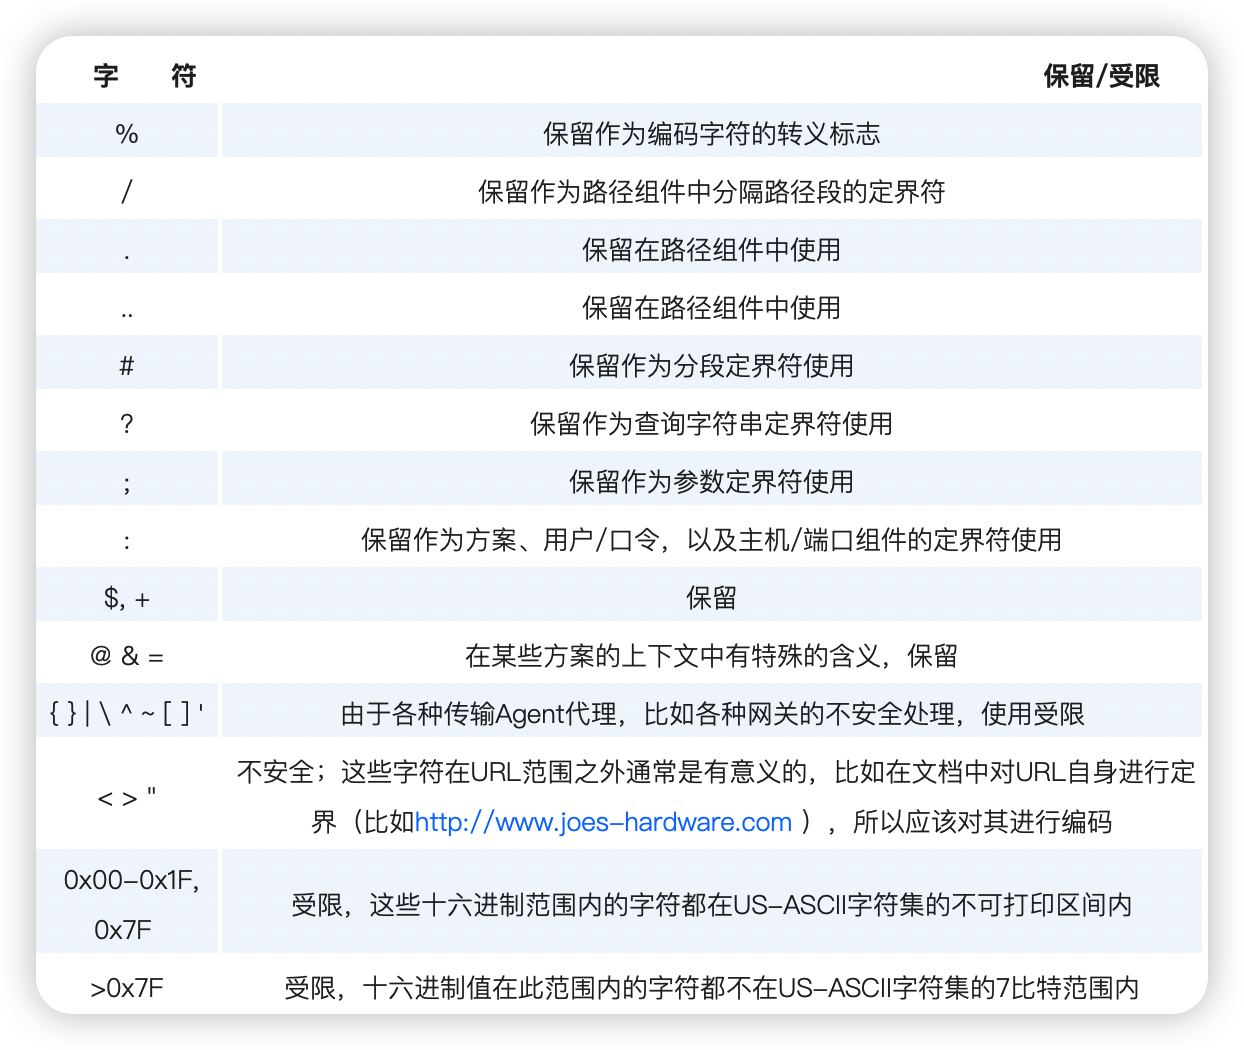 字 符 保留/受限
% 保留作为编码字符的转义标志
/ 保留作为路径组件中分隔路径段的定界符
. 保留在路径组件中使用
.. 保留在路径组件中使用
# 保留作为分段定界符使用
? 保留作为查询字符串定界符使用
; 保留作为参数定界符使用
: 保留作为方案、用户/口令，以及主机/端口组件的定界符使用
$, + 保留
@ & = 在某些方案的上下文中有特殊的含义，保留
{ } | \ ^ ~ [ ] ' 由于各种传输Agent代理，比如各种网关的不安全处理，使用受限
< > " 不安全；这些字符在URL范围之外通常是有意义的，比如在文档中对URL自身进行定
界（比如http://www.joes-hardware.com ），所以应该对其进行编码
0x00-0x1F,
0x7F
受限，这些十六进制范围内的字符都在US-ASCII字符集的不可打印区间内
>0x7F 受限，十六进制值在此范围内的字符都不在US-ASCII字符集的7比特范围内